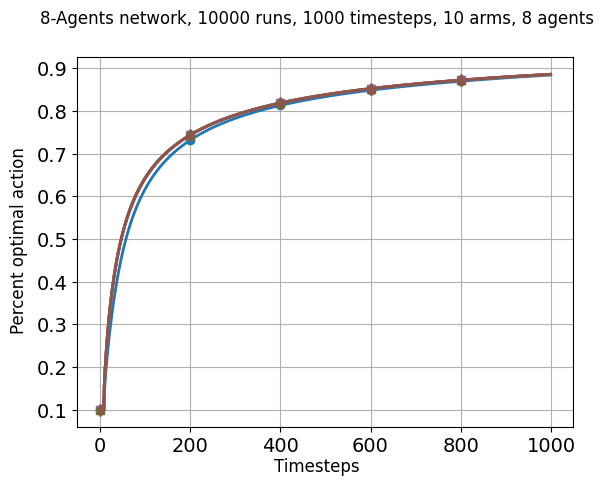 8-Agents network, 10000 runs, 1000 timesteps, 10 arms, 8 agents
0.9
0.8
0.7
0.6
0.5
0.4
0.3
0.2
0.1
Percent optimal action
0 200 400 600 800 1000
Timesteps